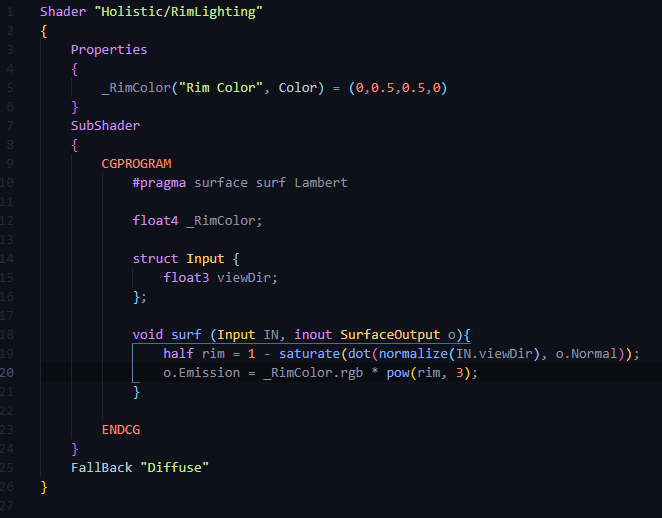 1 Shader "Holistic/RimLighting"
2 {
3 Properties
4 {
5 _RimColor("Rim Color", Color) = (0,0.5,0.5,0)
6 }
7 SubShader
8 {
9 CGPROGRAM
10 #pragma surface surf Lambert
11
12 float4 _RimColor;
13
14 struct Input {
15 float3 viewDir;
16 };
17
18 void surf (Input IN, inout SurfaceOutput o){
19 half rim = 1 - saturate(dot(normalize(IN.viewDir), o.Normal));
20 o.Emission = _RimColor.rgb * pow(rim, 3);
21 }
22
23 ENDCG
24 }
25 FallBack "Diffuse"
26 }
27